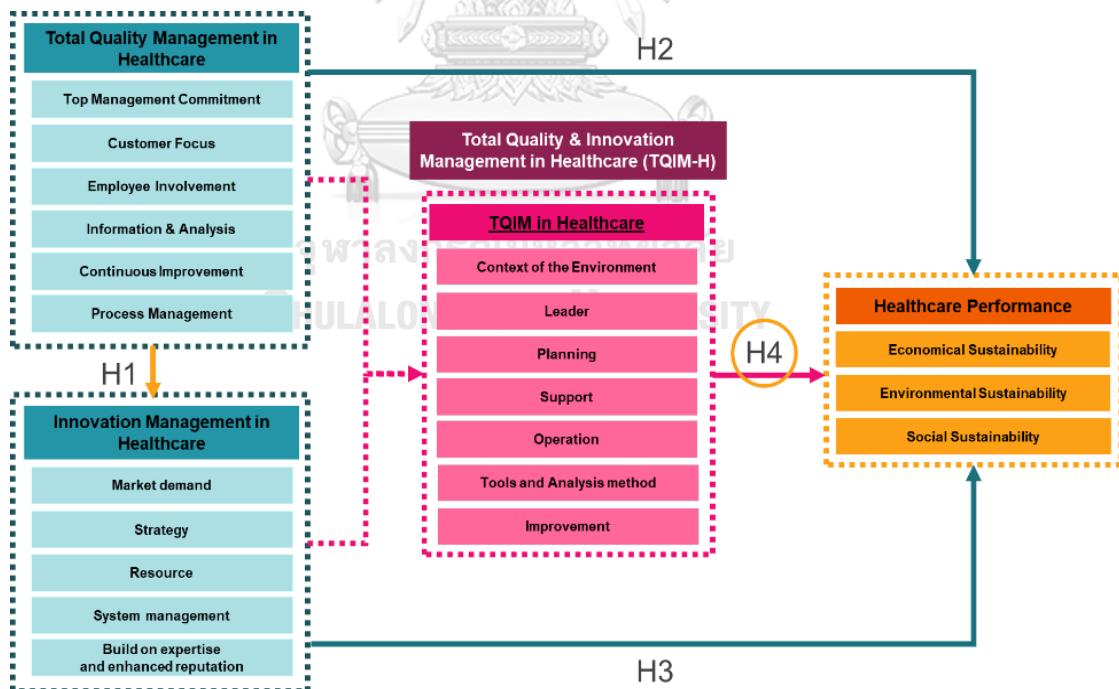 Total Quality Management in
Healthcare
Top Management Commitment
Customer Focus
Employee Involvement
Information & Analysis
Continuous Improvement
Process Management
H1
Innovation Management in
Healthcare
Market demand
Strategy
Resource
System management
Build on expertise
and enhanced reputation
H2
Total Quality & Innovation
Management in Healthcare (TQIM-H)
TQIM in Healthcare
Context of the Environment
Leader
Planning
Support
Operation
Tools and Analysis method
Improvement
H4
H3
Healthcare Performance
Economical Sustainability
Environmental Sustainability
Social Sustainability